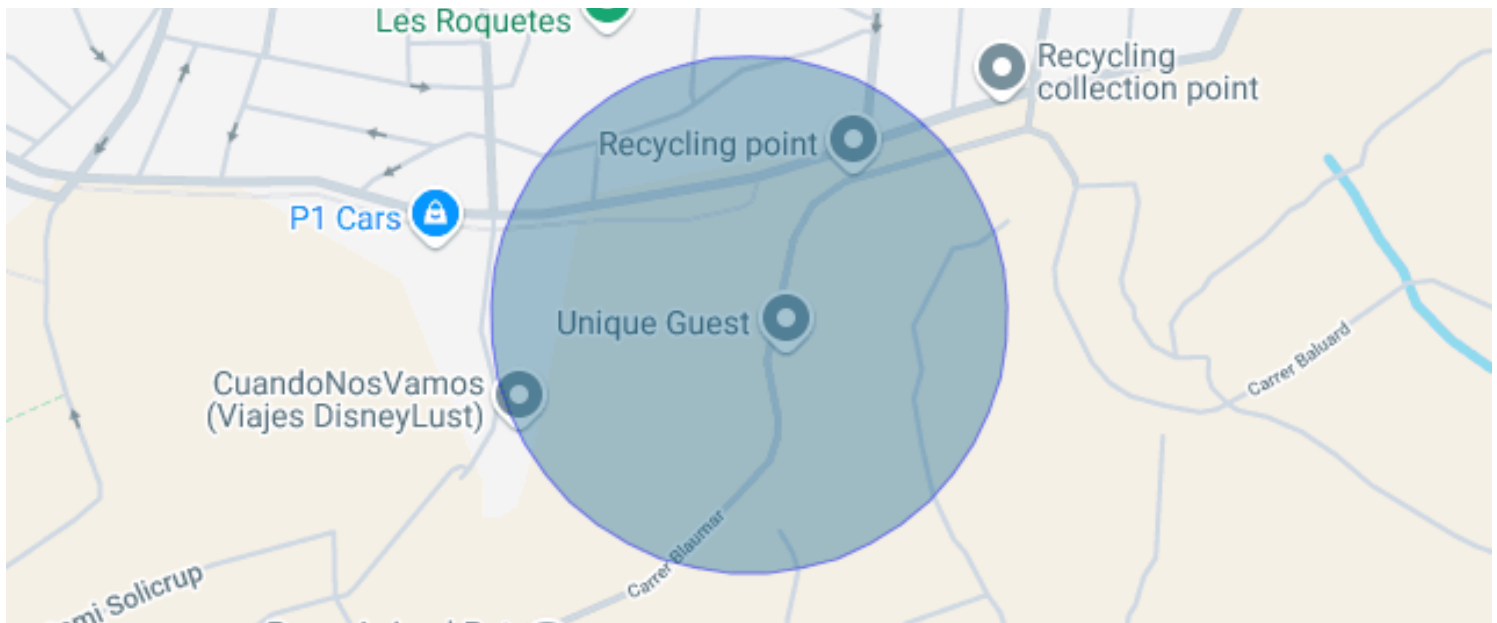 Les Roquetes
Recycling
collection point
Recycling point
P1 Cars
Unique Guest
Carrer Baluard
CuandoNosVamos
(Viajes DisneyLust)
Carrer Blaumar
Solicrup